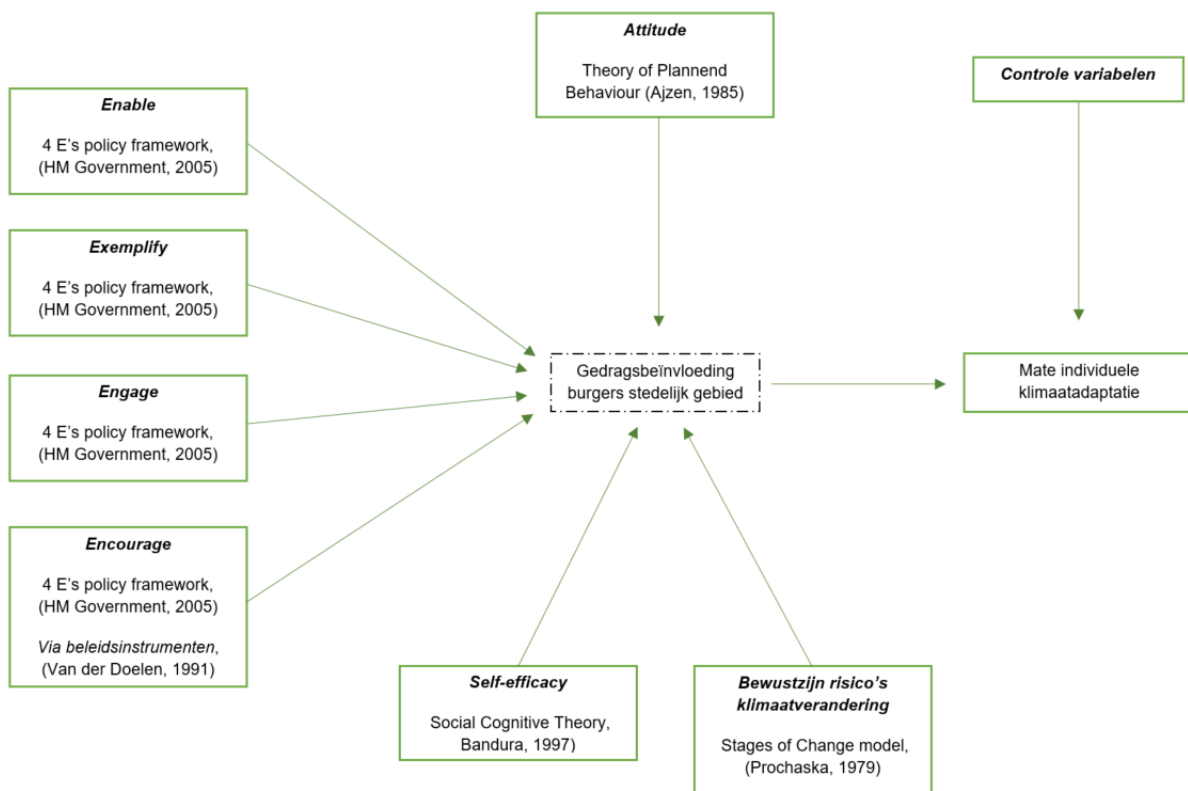 Attitude
Theory of Plannend
Behaviour (Ajzen, 1985)
Controle variabelen
Enable
4 E's policy framework,
(HM Government, 2005)
Exemplify
4 E's policy framework,
(HM Government, 2005)
Engage
4 E's policy framework,
(HM Government, 2005)
Encourage
4 E's policy framework,
(HM Government, 2005)
Via beleidsinstrumenten,
(Van der Doelen, 1991)
Gedragsbeïnvloeding
burgers stedelijk gebied
Mate individuele
klimaatadaptatie
Self-efficacy
Social Cognitive Theory,
Bandura, 1997)
Bewustzijn risico's
klimaatverandering
Stages of Change model,
(Prochaska, 1979)